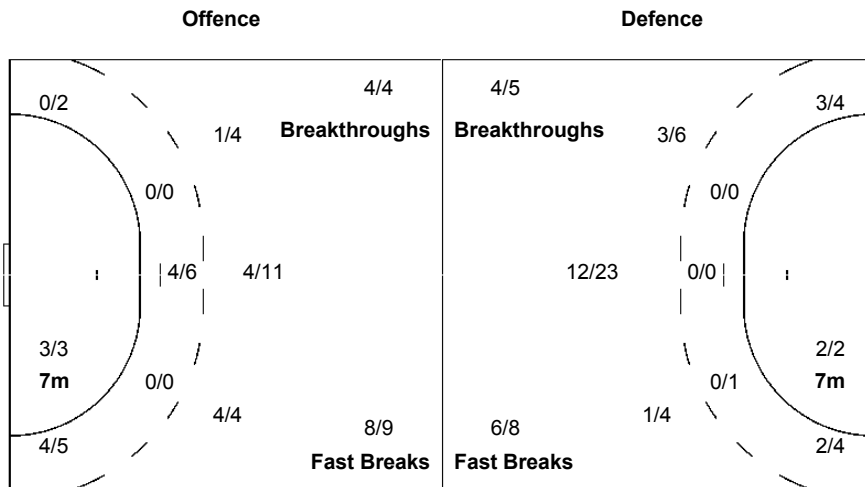 Offence Defence
4/4 4/5
0/2 3/4
Breakthroughs Breakthroughs
1/4 3/6
0/0 0/0
4/6 4/11 12/23 0/0
3/3 2/2
7m 0/0 0/1 7m
4/4 1/4
8/9 6/8
4/5 2/4
Fast Breaks Fast Breaks